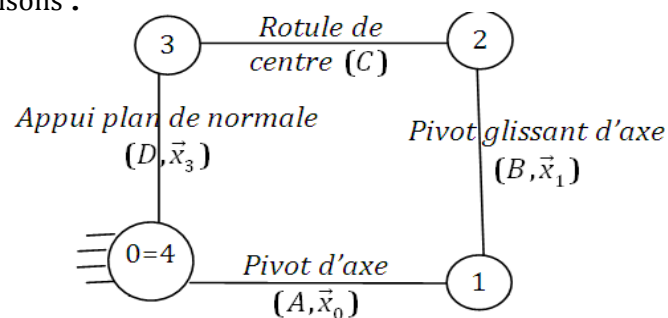 sons :
3
Rotule de
centre (C)
2
Appui plan de normale
(D, x⃗₃)
Pivot glissant d'axe
(B, x⃗₁)
0=4
Pivot d'axe
(A, x⃗₀)
1